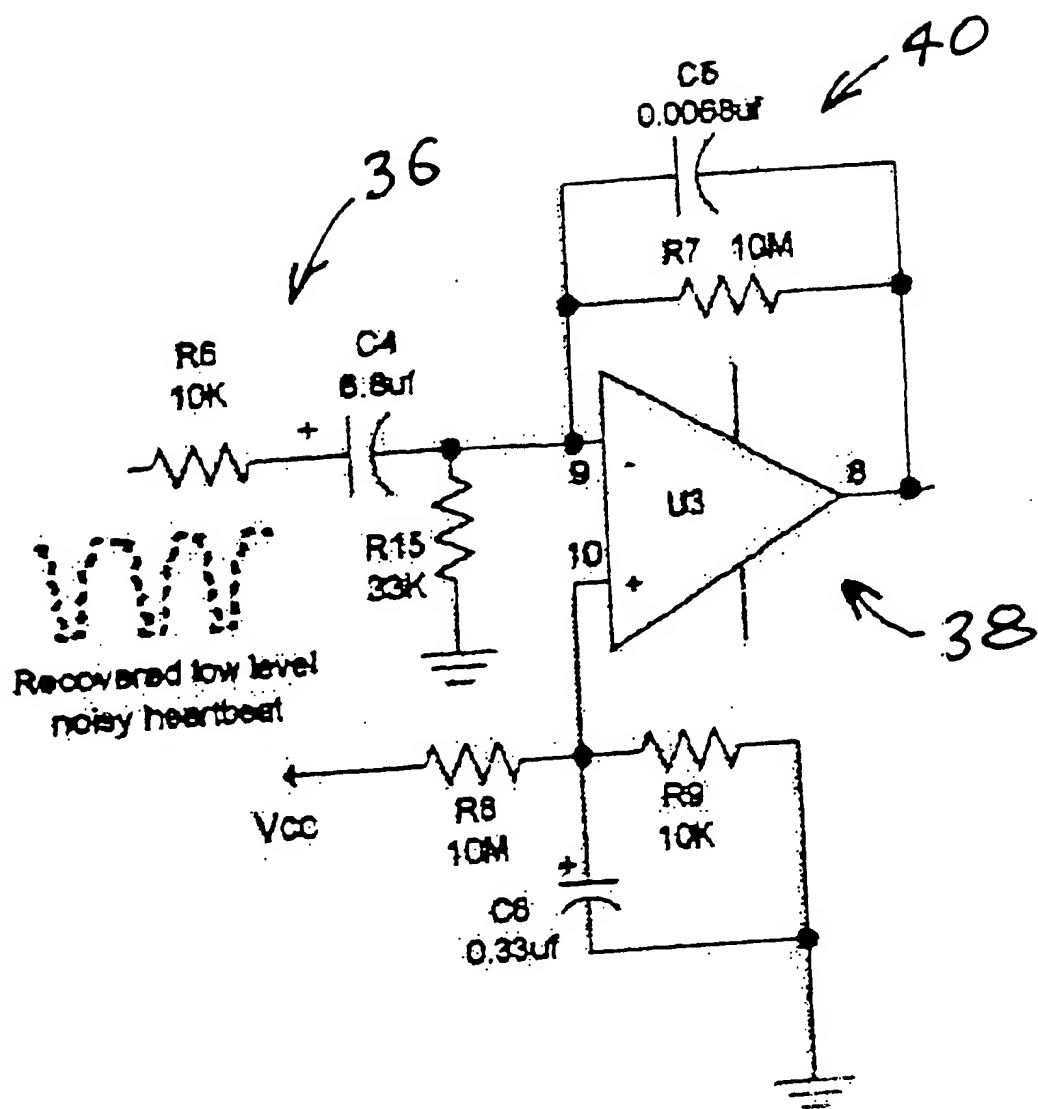 40
C5
0.0068uf
36
R7 10M
R6
10K
C4
6.8uf
+
9
-
8
U3
R15
33K
10
+
38
Recovered low level
noisy heartbeat
Vcc
R8
10M
R9
10K
+
C6
0.33uf